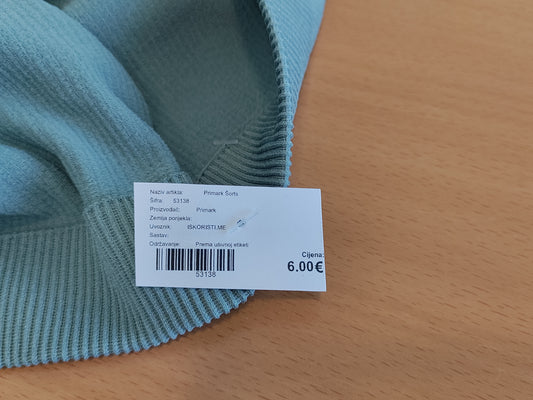 Naziv artikla: Primark Šorts
Šifra: 53138
Proizvođač: Primark
Zemlja porijekla:
Uvoznik: ISKORISTI.ME
Sastav:
Održavanje: Prema ušivnoj etiketi
53138
Cijena:
6.00€